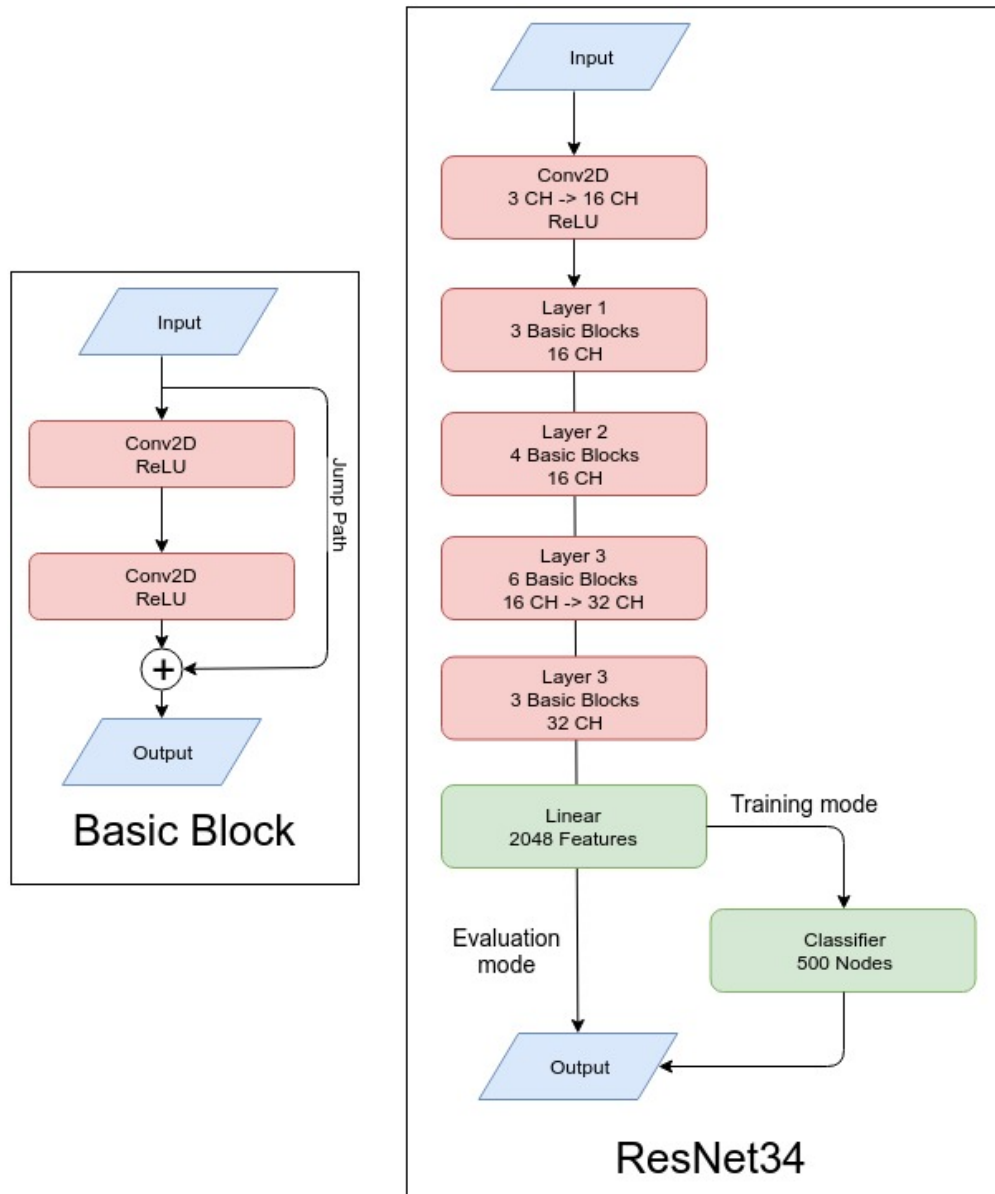 Input
Conv2D
ReLU
Jump Path
Conv2D
ReLU
+
Output
Basic Block
Input
Conv2D
3 CH -> 16 CH
ReLU
Layer 1
3 Basic Blocks
16 CH
Layer 2
4 Basic Blocks
16 CH
Layer 3
6 Basic Blocks
16 CH -> 32 CH
Layer 3
3 Basic Blocks
32 CH
Linear
2048 Features
Training mode
Evaluation
mode
Classifier
500 Nodes
Output
ResNet34